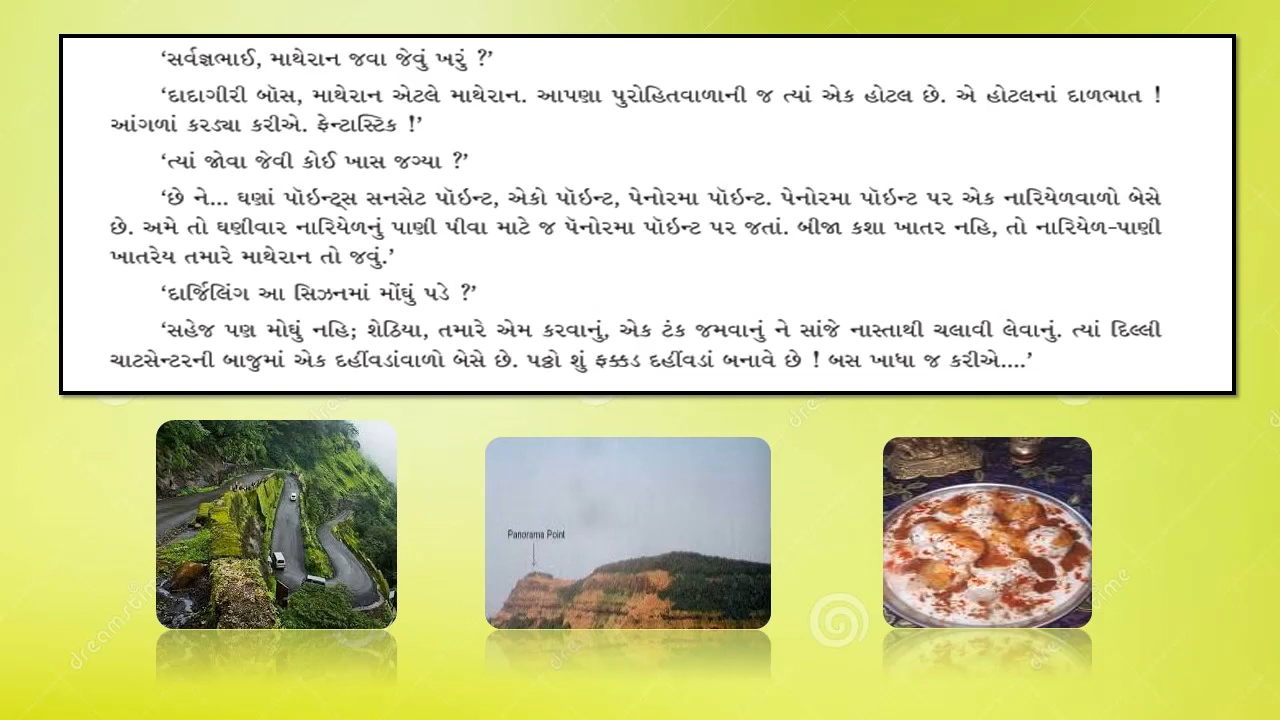 ‘સર્વજ્ઞભાઈ, માથેરાન જવા જેવું ખરું ?’
‘દાદાગીરી બૉસ, માથેરાન એટલે માથેરાન. આપણા પુરોહિતવાળાની જ ત્યાં એક હોટલ છે. એ હોટલનાં દાળભાત !
આંગળાં કરડ્યા કરીએ. ફેન્ટાસ્ટિક !’
‘ત્યાં જોવા જેવી કોઈ ખાસ જગ્યા ?’
‘છે ને... ઘણાં પૉઇન્ટ્સ સનસેટ પૉઇન્ટ, એકો પૉઇન્ટ, પેનોરમા પૉઇન્ટ. પેનોરમા પૉઇન્ટ પર એક નારિયેળવાળો બેસે
છે. અમે તો ઘણીવાર નારિયેળનું પાણી પીવા માટે જ પૅનોરમા પૉઇન્ટ પર જતાં. બીજા કશા ખાતર નહિ, તો નારિયેળ-પાણી
ખાતરેય તમારે માથેરાન તો જવું.’
‘દાર્જિલિંગ આ સિઝનમાં મોંઘું પડે ?’
‘સહેજ પણ મોઘું નહિ; શેઠિયા, તમારે એમ કરવાનું, એક ટંક જમવાનું ને સાંજે નાસ્તાથી ચલાવી લેવાનું. ત્યાં દિલ્લી
ચાટસેન્ટરની બાજુમાં એક દહીંવડાંવાળો બેસે છે. પઠ્ઠો શું ફક્કડ દહીંવડાં બનાવે છે ! બસ ખાધા જ કરીએ....’
Panorama Point
dreamstime